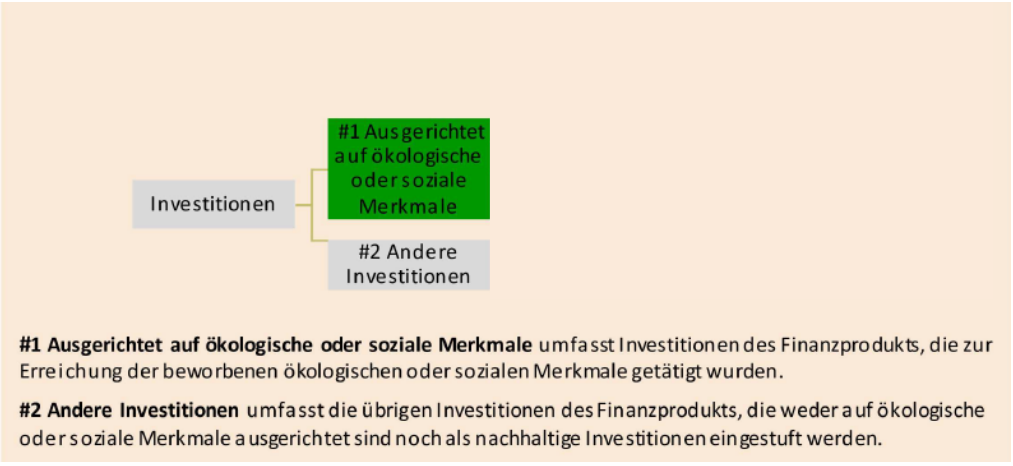 #1 Ausgerichtet
auf ökologische
oder soziale
Merkmale
Investitionen
#2 Andere
Investitionen
#1 Ausgerichtet auf ökologische oder soziale Merkmale umfasst Investitionen des Finanzprodukts, die zur
Erreichung der beworbenen ökologischen oder sozialen Merkmale getätigt wurden.
#2 Andere Investitionen umfasst die übrigen Investitionen des Finanzprodukts, die weder auf ökologische
oder soziale Merkmale ausgerichtet sind noch als nachhaltige Investitionen eingestuft werden.